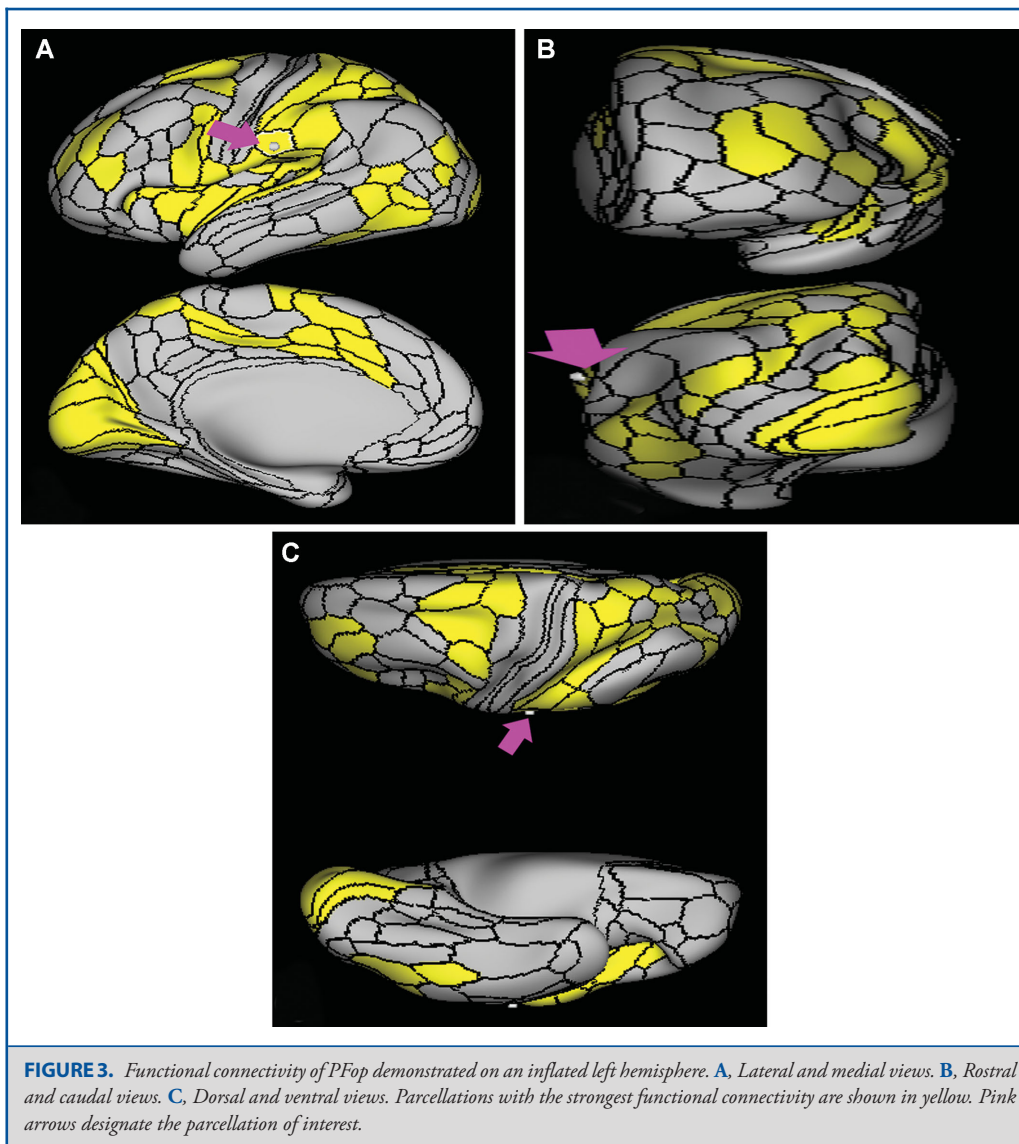 A
B
C
FIGURE 3. Functional connectivity of PFop demonstrated on an inflated left hemisphere. A, Lateral and medial views. B, Rostral
and caudal views. C, Dorsal and ventral views. Parcellations with the strongest functional connectivity are shown in yellow. Pink
arrows designate the parcellation of interest.